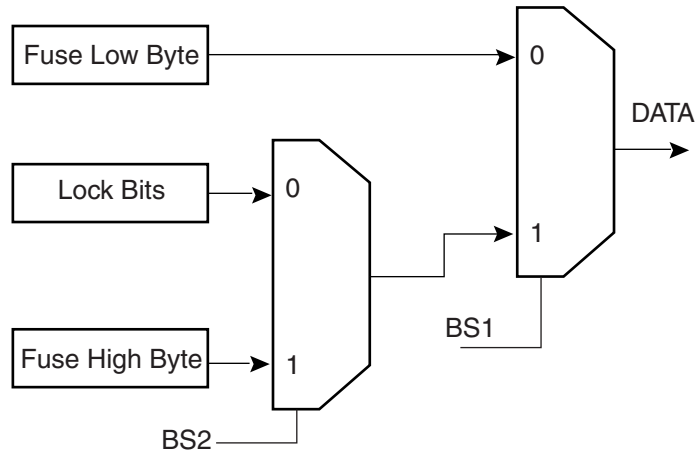 Fuse Low Byte
0
DATA
Lock Bits
0
1
BS1
Fuse High Byte
1
BS2